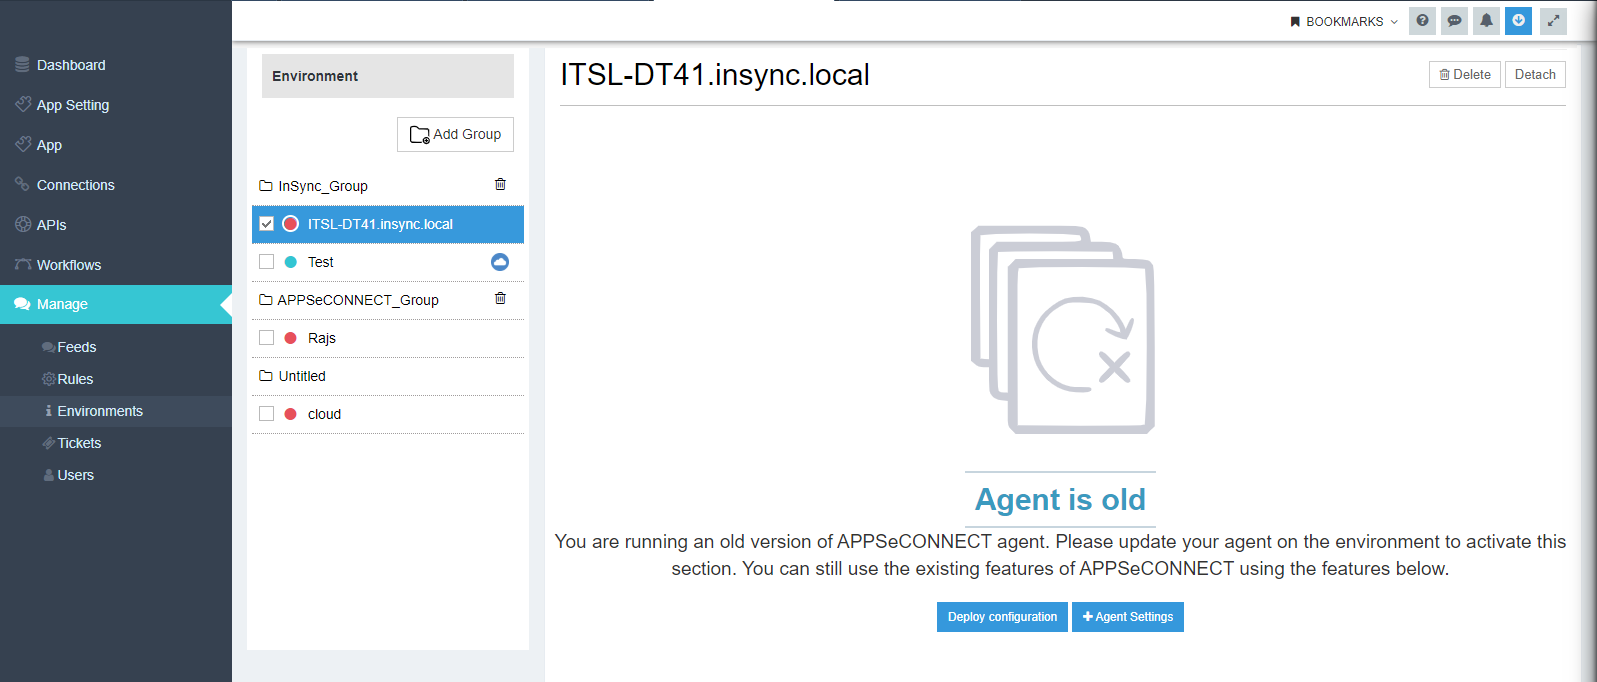 BOOKMARKS
Dashboard
App Setting
App
Connections
APIs
Workflows
Manage
Feeds
Rules
Environments
Tickets
Users
Environment
Add Group
InSync_Group
ITSL-DT41.insync.local
Test
APPSeCONNECT_Group
Rajs
Untitled
cloud
ITSL-DT41.insync.local
Delete
Detach
Agent is old
You are running an old version of APPSeCONNECT agent. Please update your agent on the environment to activate this
section. You can still use the existing features of APPSeCONNECT using the features below.
Deploy configuration
Agent Settings